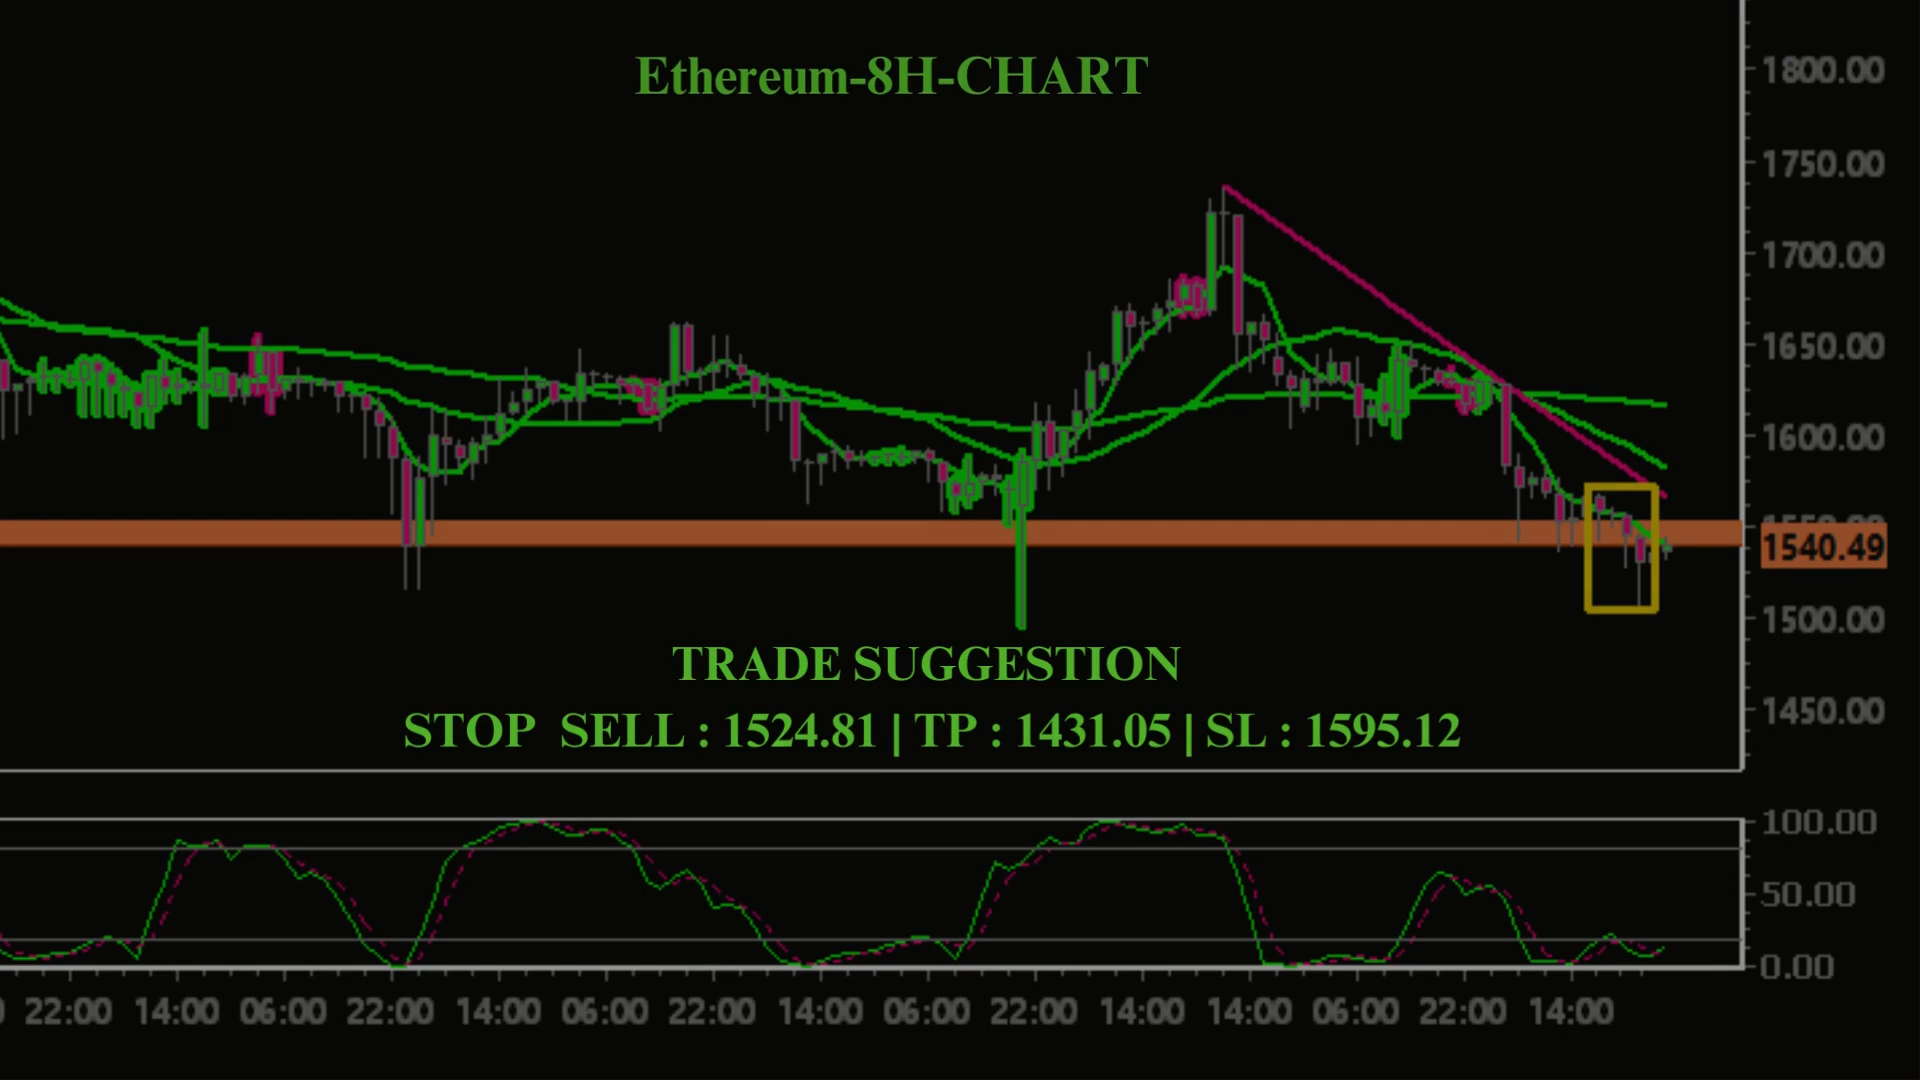 Ethereum-8H-CHART
1800.00
1750.00
1700.00
1650.00
1600.00
1540.49
1500.00
1450.00
TRADE SUGGESTION
STOP SELL : 1524.81 | TP : 1431.05 | SL : 1595.12
100.00
50.00
0.00
22:00 14:00 06:00 22:00 14:00 06:00 22:00 14:00 06:00 22:00 14:00 14:00 06:00 22:00 14:00